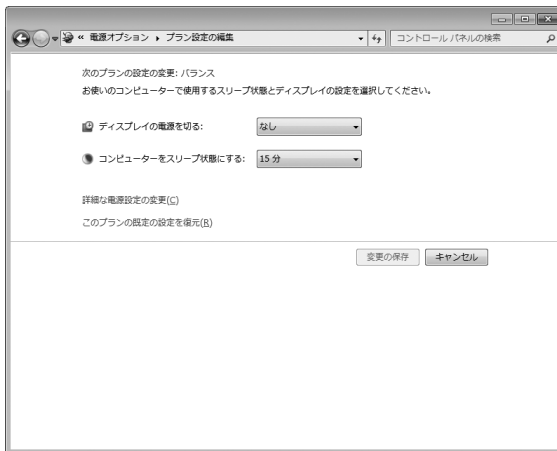 « 電源オプション ▸ プラン設定の編集
コントロール パネルの検索
次のプランの設定の変更: バランス
お使いのコンピューターで使用するスリープ状態とディスプレイの設定を選択してください。
ディスプレイの電源を切る: なし
コンピューターをスリープ状態にする: 15 分
詳細な電源設定の変更(C)
このプランの既定の設定を復元(R)
変更の保存 キャンセル